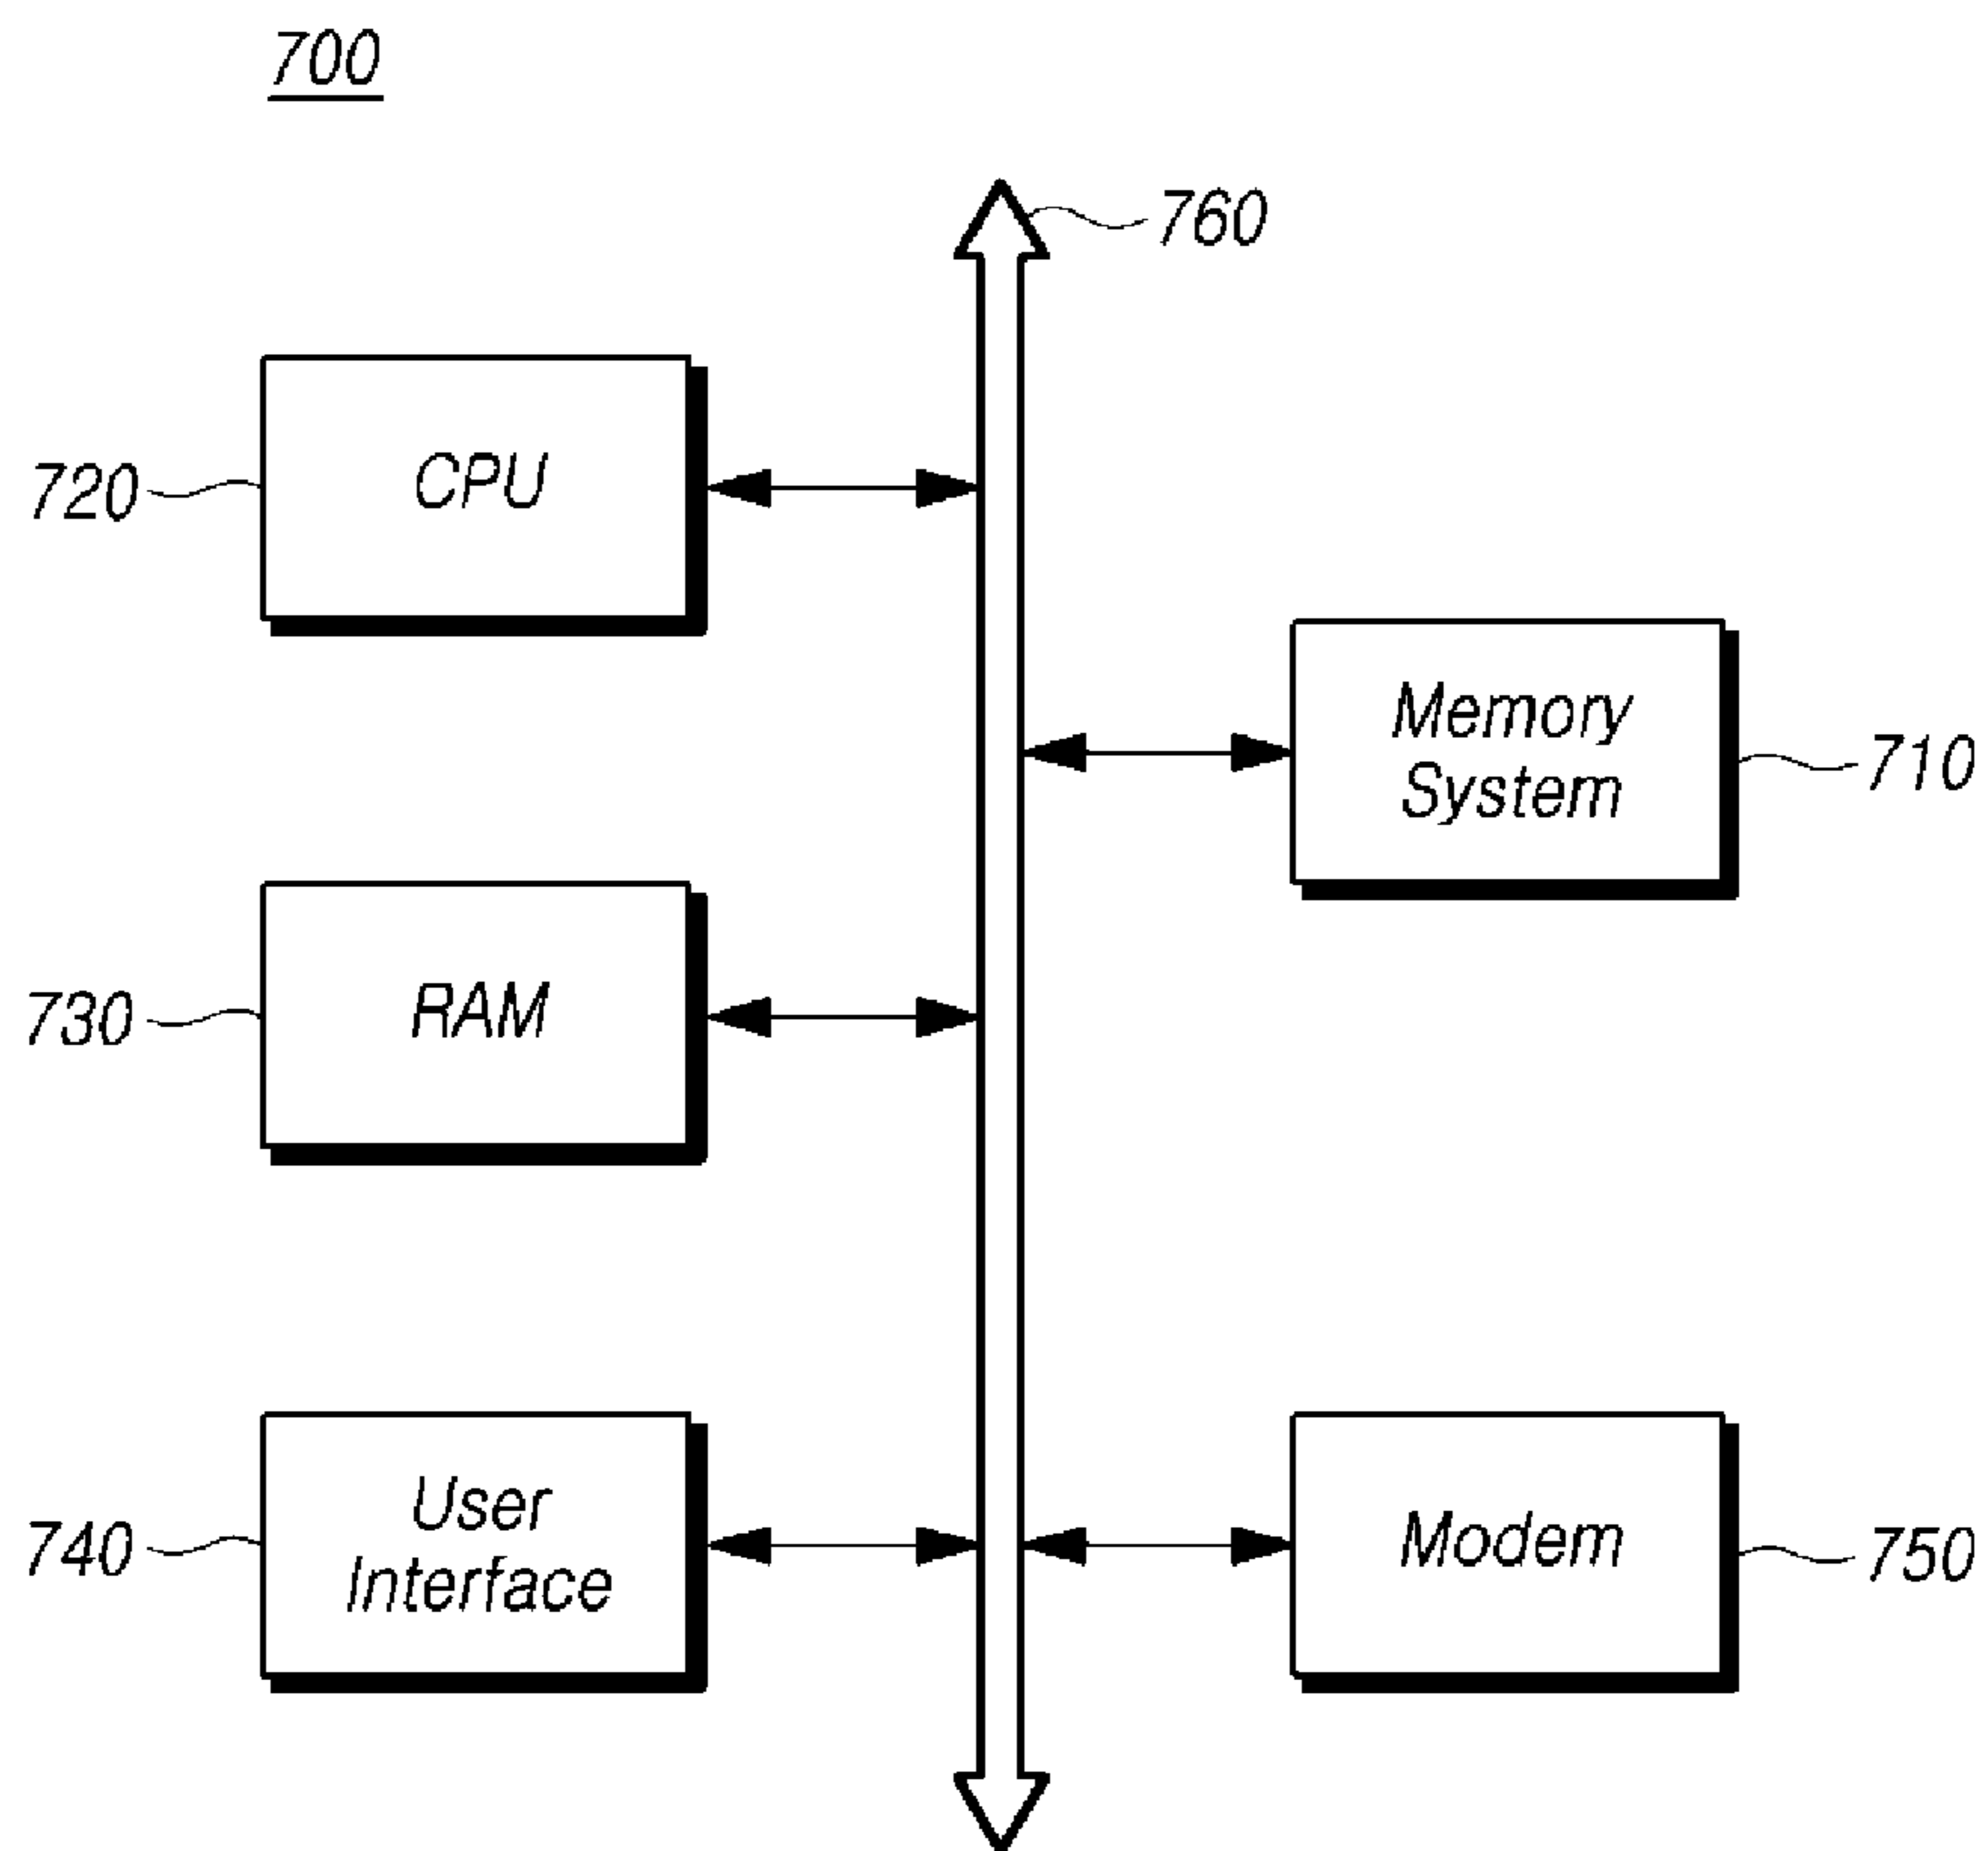 700
760
CPU
720
Memory
System
710
RAM
730
User
Interface
740
Modem
750